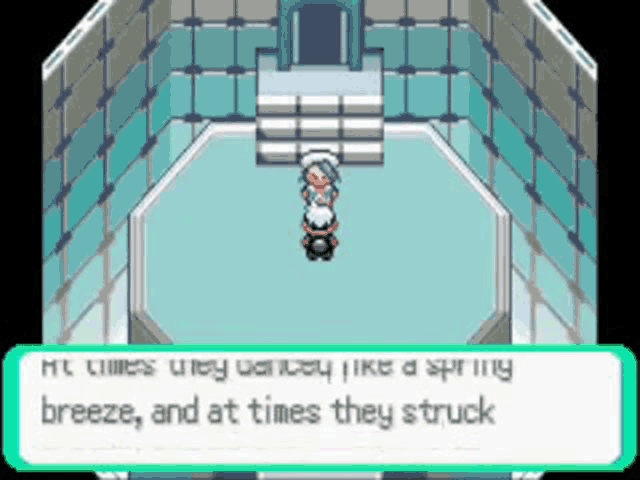 At times they danced like a spring
breeze, and at times they struck